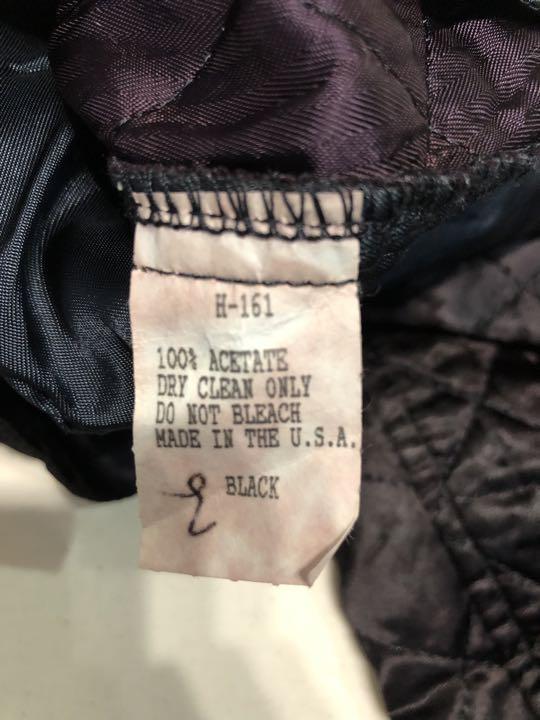 H-161
100% ACETATE
DRY CLEAN ONLY
DO NOT BLEACH
MADE IN THE U.S.A.
BLACK